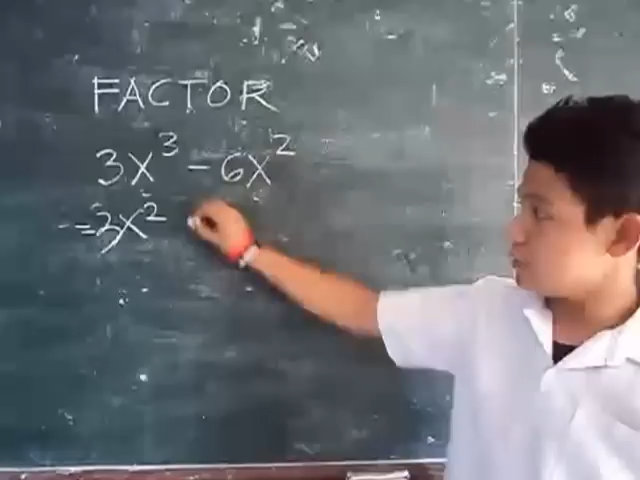 FACTOR
3x³ - 6x²
= 3x²